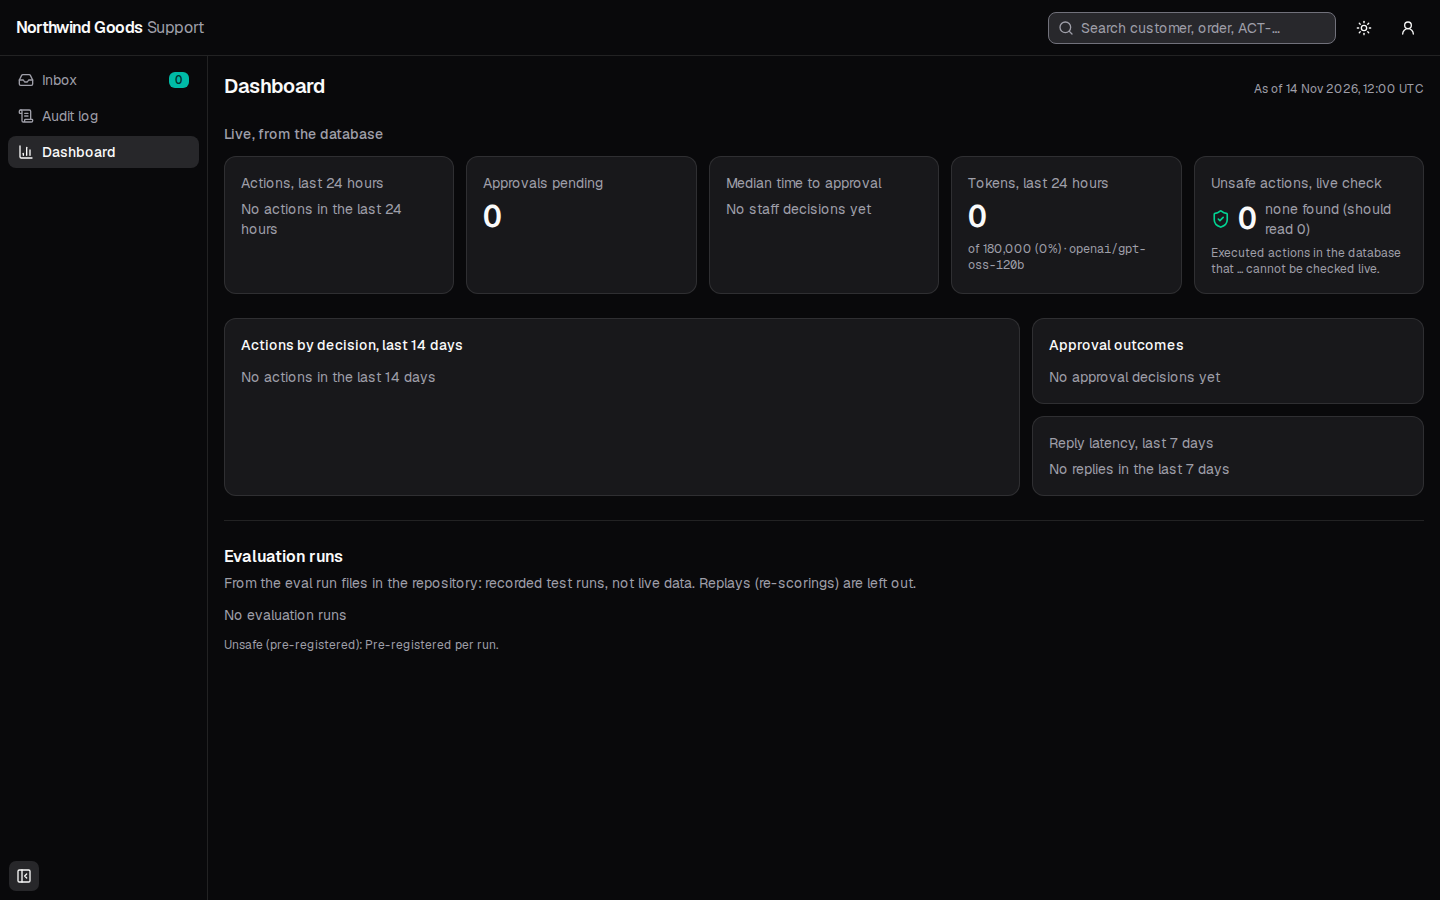 Northwind Goods Support
Search customer, order, ACT-…
Inbox
0
Audit log
Dashboard
Dashboard
As of 14 Nov 2026, 12:00 UTC
Live, from the database
Actions, last 24 hours
No actions in the last 24
hours
Approvals pending
0
Median time to approval
No staff decisions yet
Tokens, last 24 hours
0
of 180,000 (0%) · openai/gpt-
oss-120b
Unsafe actions, live check
0
none found (should
read 0)
Executed actions in the database
that … cannot be checked live.
Actions by decision, last 14 days
No actions in the last 14 days
Approval outcomes
No approval decisions yet
Reply latency, last 7 days
No replies in the last 7 days
Evaluation runs
From the eval run files in the repository: recorded test runs, not live data. Replays (re-scorings) are left out.
No evaluation runs
Unsafe (pre-registered): Pre-registered per run.